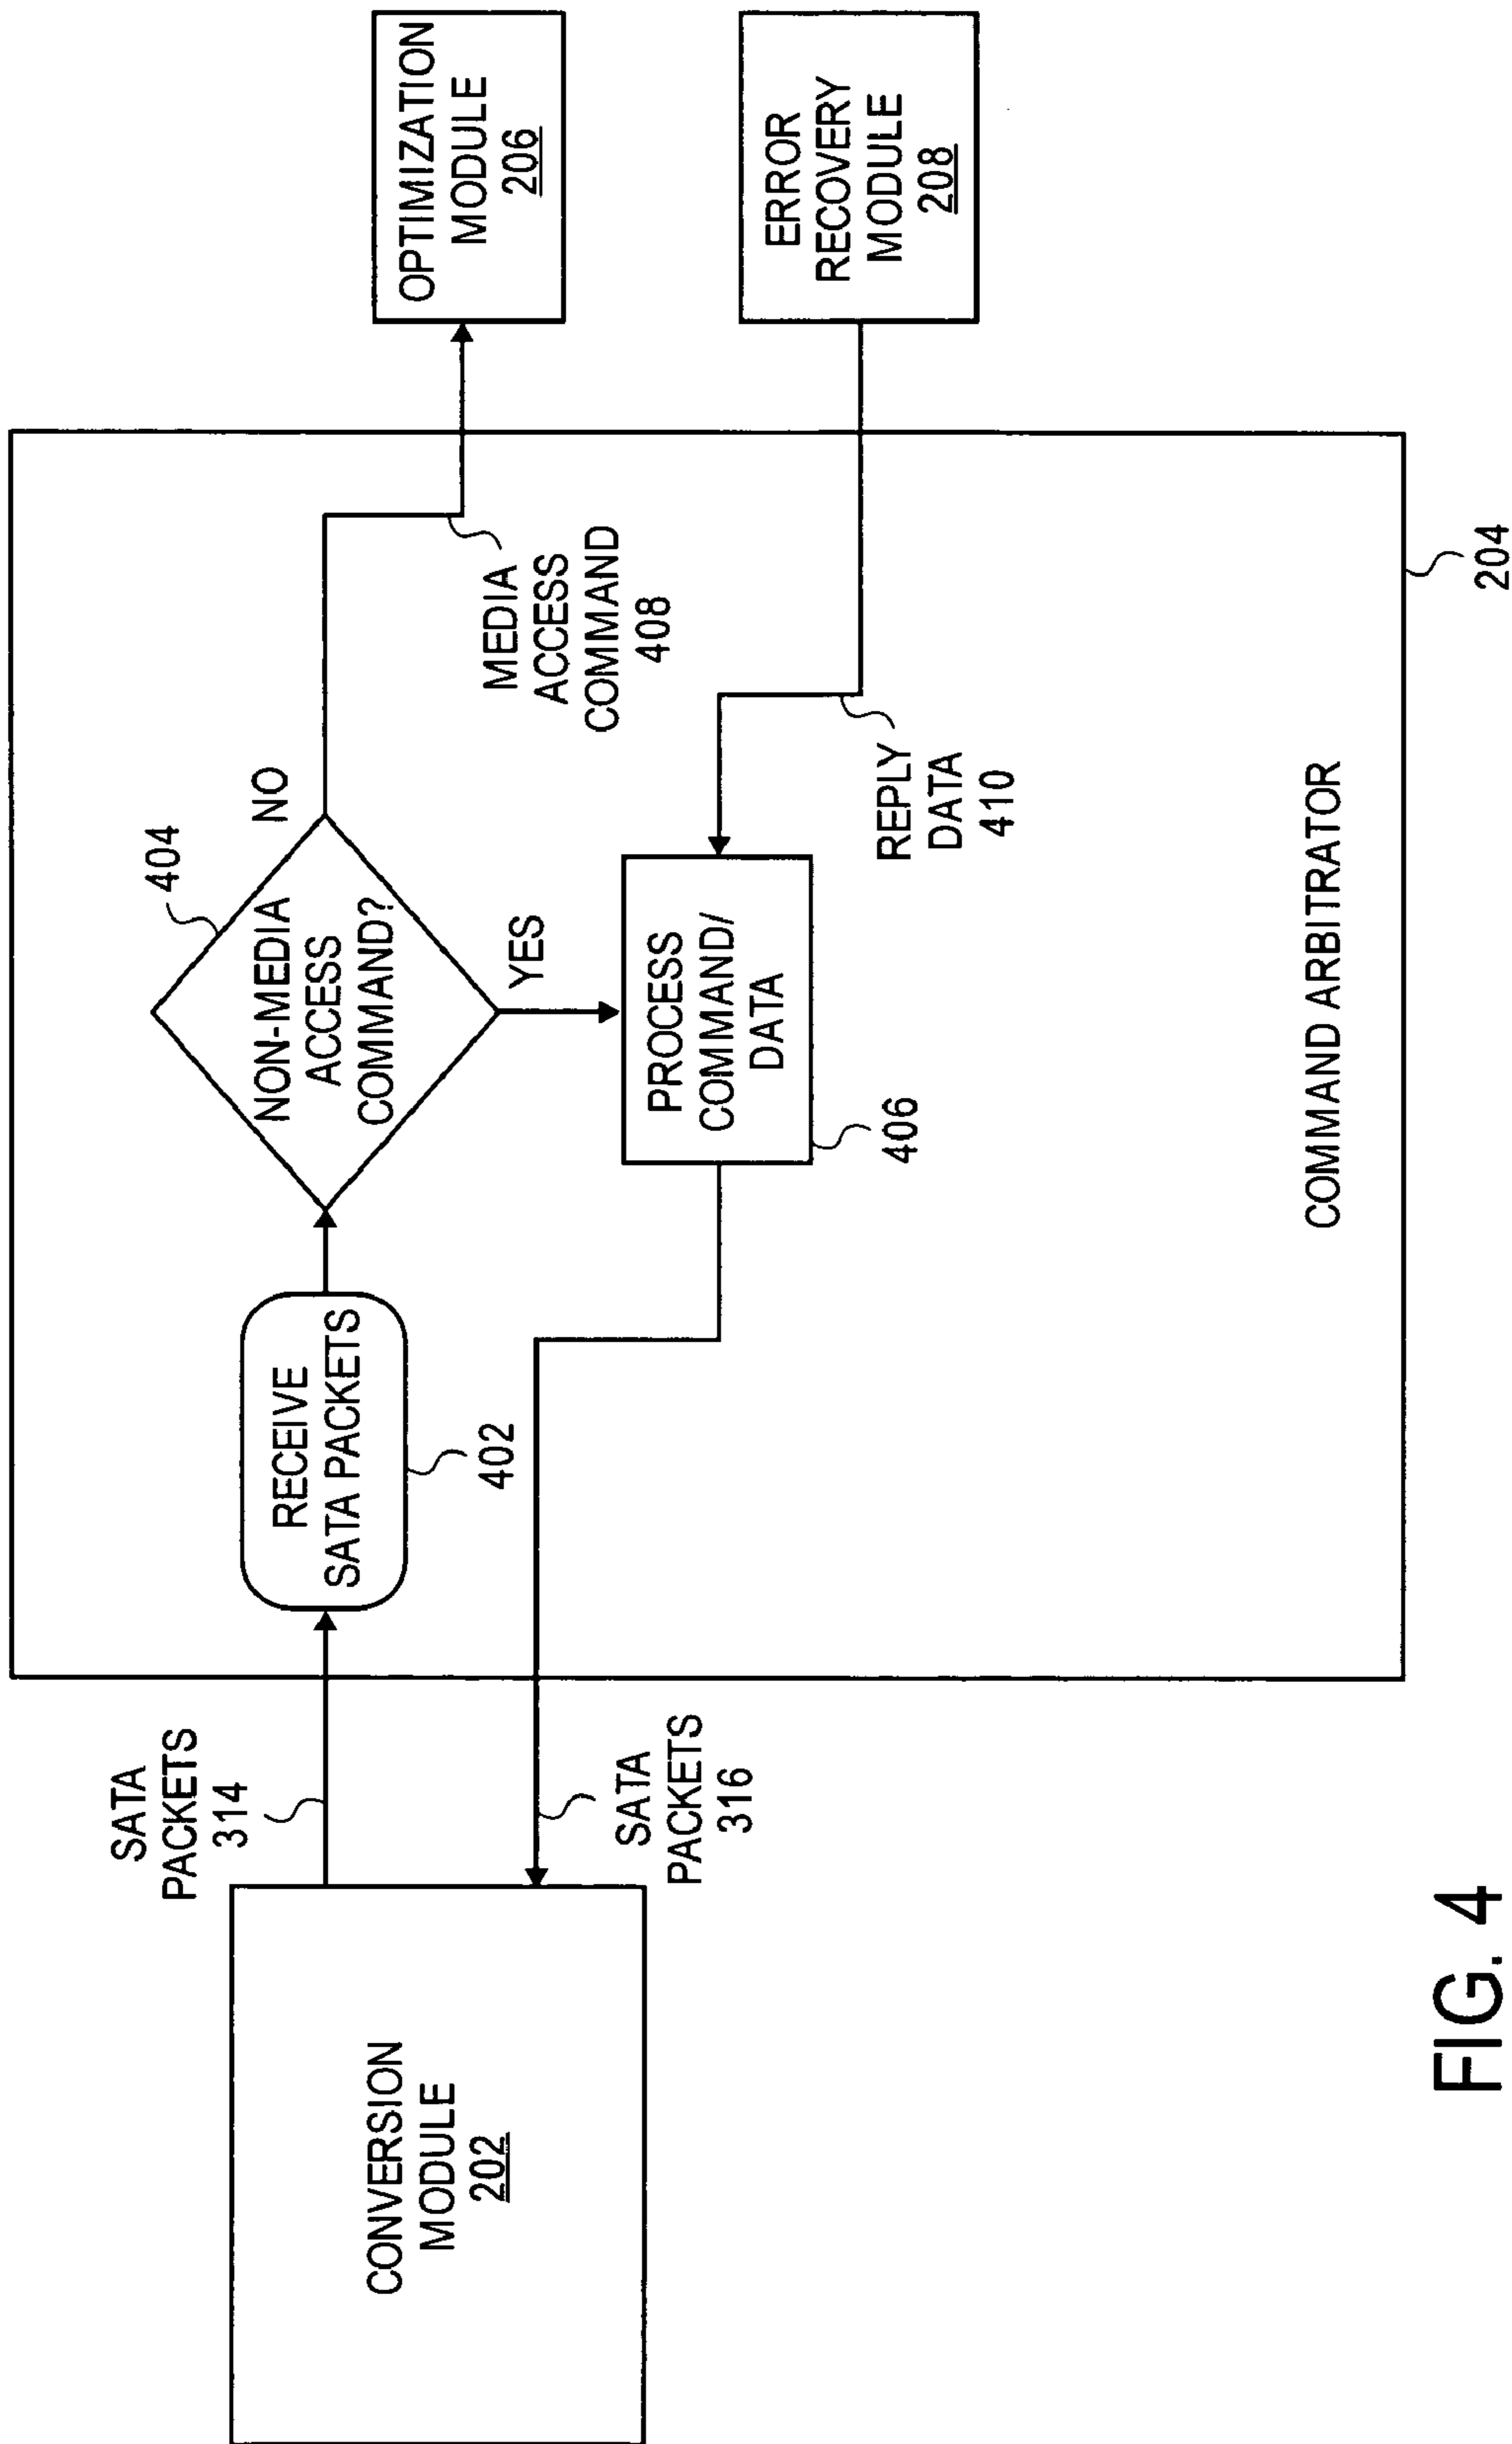 CONVERSION
MODULE
202
SATA
PACKETS
314
SATA
PACKETS
316
RECEIVE
SATA PACKETS
402
NON-MEDIA
ACCESS
COMMAND?
404
NO
YES
PROCESS
COMMAND/
DATA
406
MEDIA
ACCESS
COMMAND
408
REPLY
DATA
410
COMMAND ARBITRATOR
204
OPTIMIZATION
MODULE
206
ERROR
RECOVERY
MODULE
208
FIG. 4